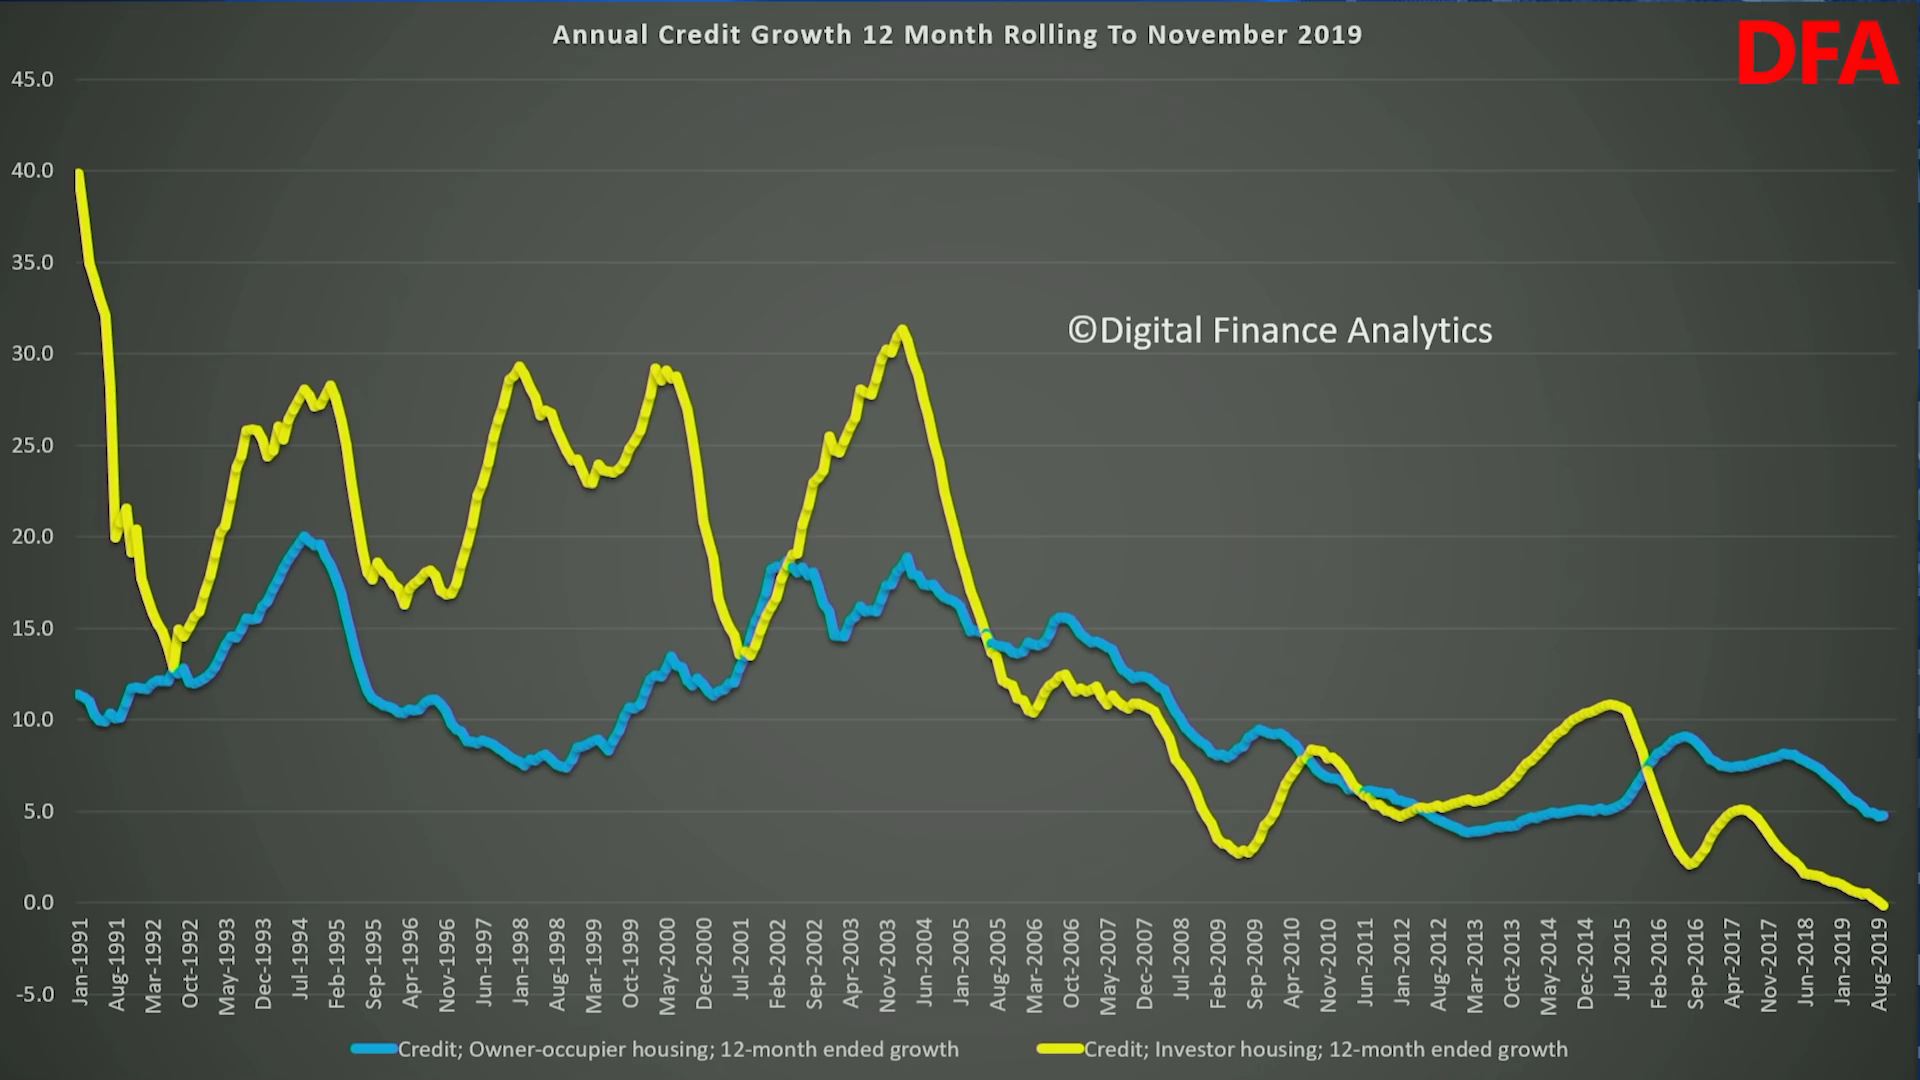 Annual Credit Growth 12 Month Rolling To November 2019
DFA
45.0
40.0
35.0
30.0
25.0
20.0
15.0
10.0
5.0
0.0
-5.0
©Digital Finance Analytics
Jan-1991
Aug-1991
Mar-1992
Oct-1992
May-1993
Dec-1993
Jul-1994
Feb-1995
Sep-1995
Apr-1996
Nov-1996
Jun-1997
Jan-1998
Aug-1998
Mar-1999
Oct-1999
May-2000
Dec-2000
Jul-2001
Feb-2002
Sep-2002
Apr-2003
Nov-2003
Jun-2004
Jan-2005
Aug-2005
Mar-2006
Oct-2006
May-2007
Dec-2007
Jul-2008
Feb-2009
Sep-2009
Apr-2010
Nov-2010
Jun-2011
Jan-2012
Aug-2012
Mar-2013
Oct-2013
May-2014
Dec-2014
Jul-2015
Feb-2016
Sep-2016
Apr-2017
Nov-2017
Jun-2018
Jan-2019
Aug-2019
Credit; Owner-occupier housing; 12-month ended growth
Credit; Investor housing; 12-month ended growth